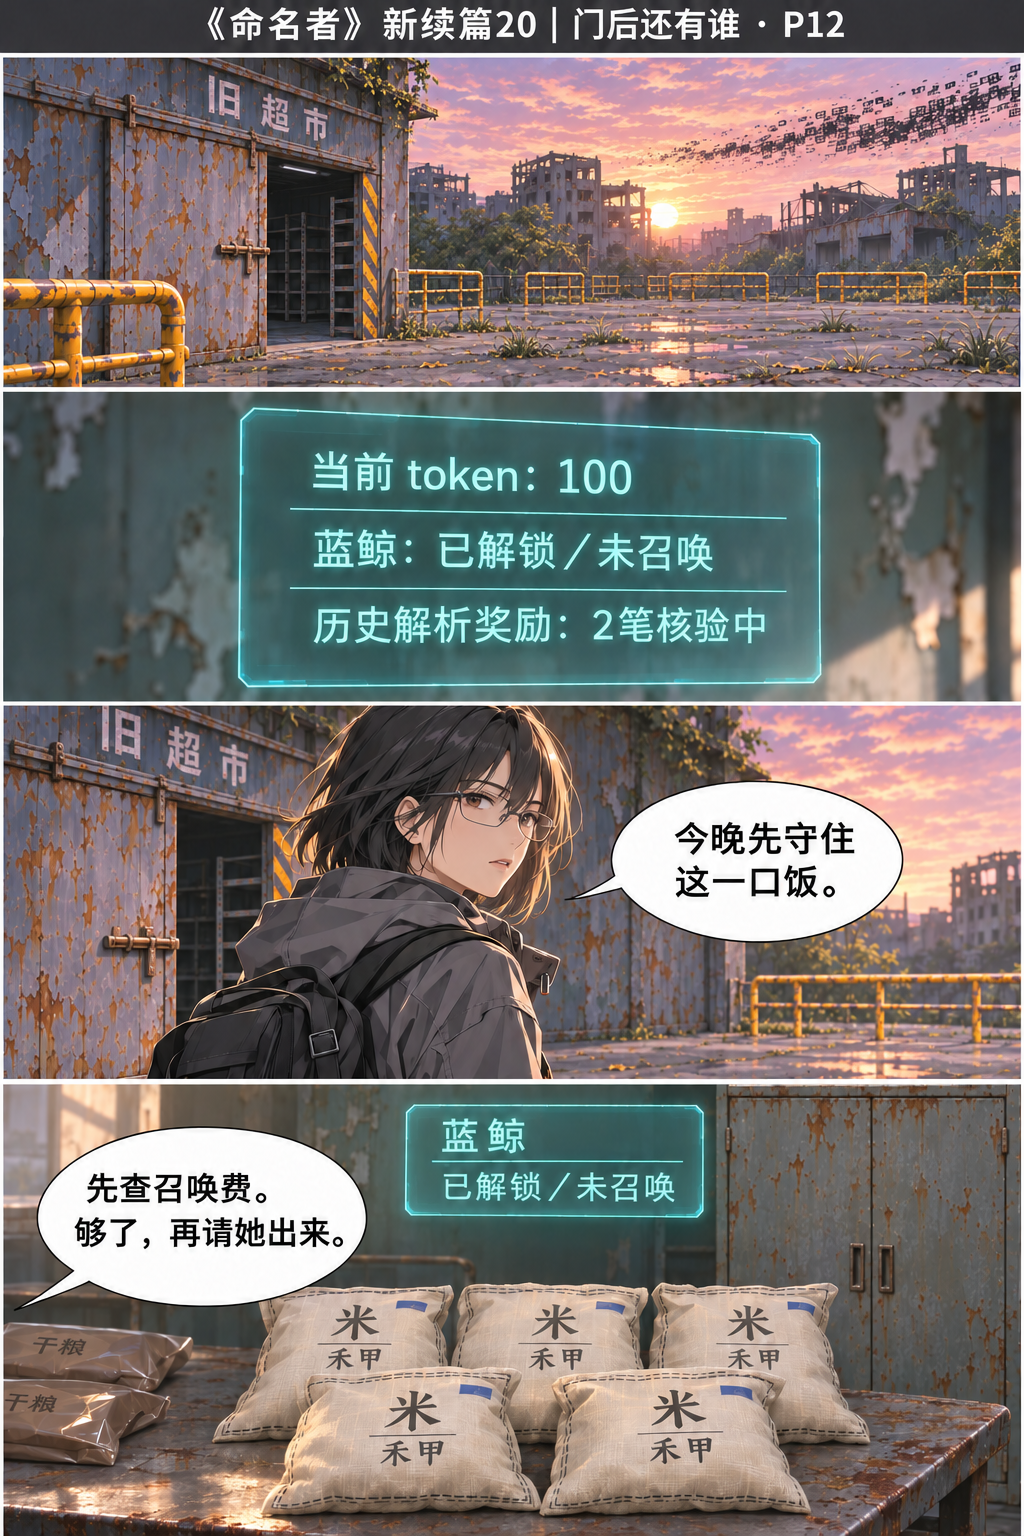 《命名者》新续篇20 | 门后还有谁 · P12
旧超市
当前 token：100
蓝鲸：已解锁／未召唤
历史解析奖励：2笔核验中
旧超市
今晚先守住
这一口饭。
先查召唤费。
够了，再请她出来。
蓝鲸
已解锁／未召唤
干粮
干粮
米
禾甲
米
禾甲
米
禾甲
米
禾甲
米
禾甲